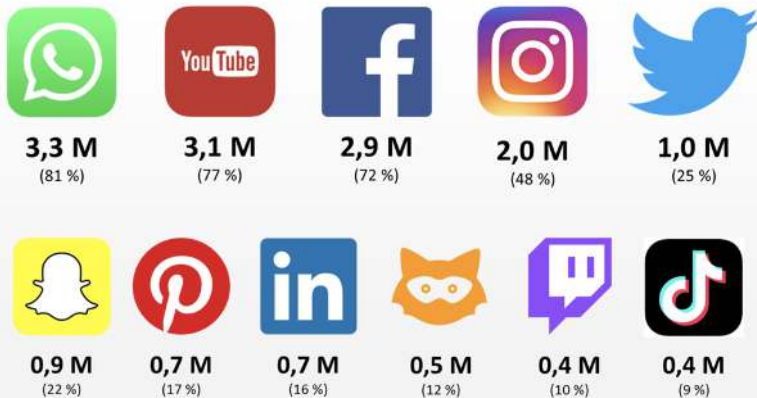 YouTube
3,3 M 3,1 M 2,9 M 2,0 M 1,0 M
(81 %) (77 %) (72 %) (48 %) (25 %)
in
0,9 M 0,7 M 0,7 M 0,5 M 0,4 M 0,4 M
(22 %) (17 %) (16 %) (12 %) (10 %) (9 %)